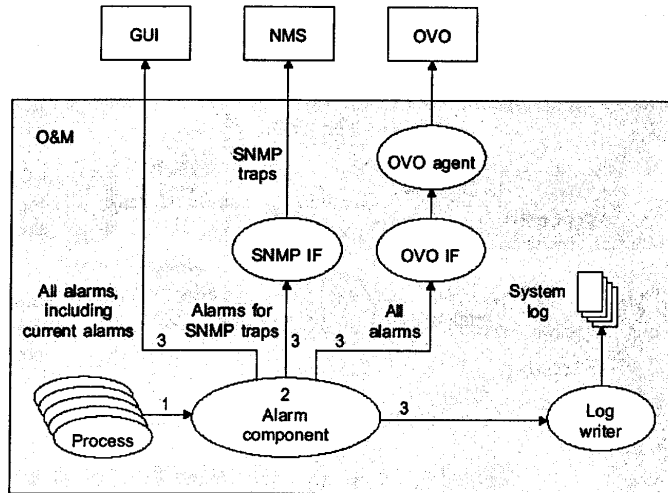 GUI
NMS
OVO
O&M
SNMP
traps
OVO agent
SNMP IF
OVO IF
All alarms,
including
current alarms
3
Alarms for
SNMP traps
3
All
alarms
3
System
log
Process
1
2
Alarm
component
3
Log
writer